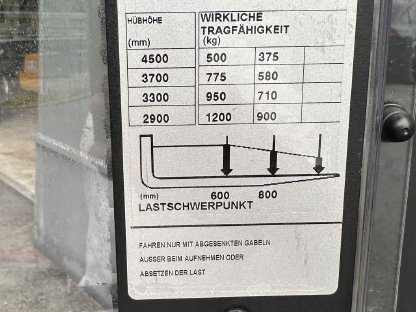 HUBHÖHE WIRKLICHE
TRAGFÄHIGKEIT
(mm) (kg)
4500 500 375
3700 775 580
3300 950 710
2900 1200 900
(mm) 600 800
LASTSCHWERPUNKT
FAHREN NUR MIT ABGESENKTEN GABELN
AUSSER BEIM AUFNEHMEN ODER
ABSETZEN DER LAST